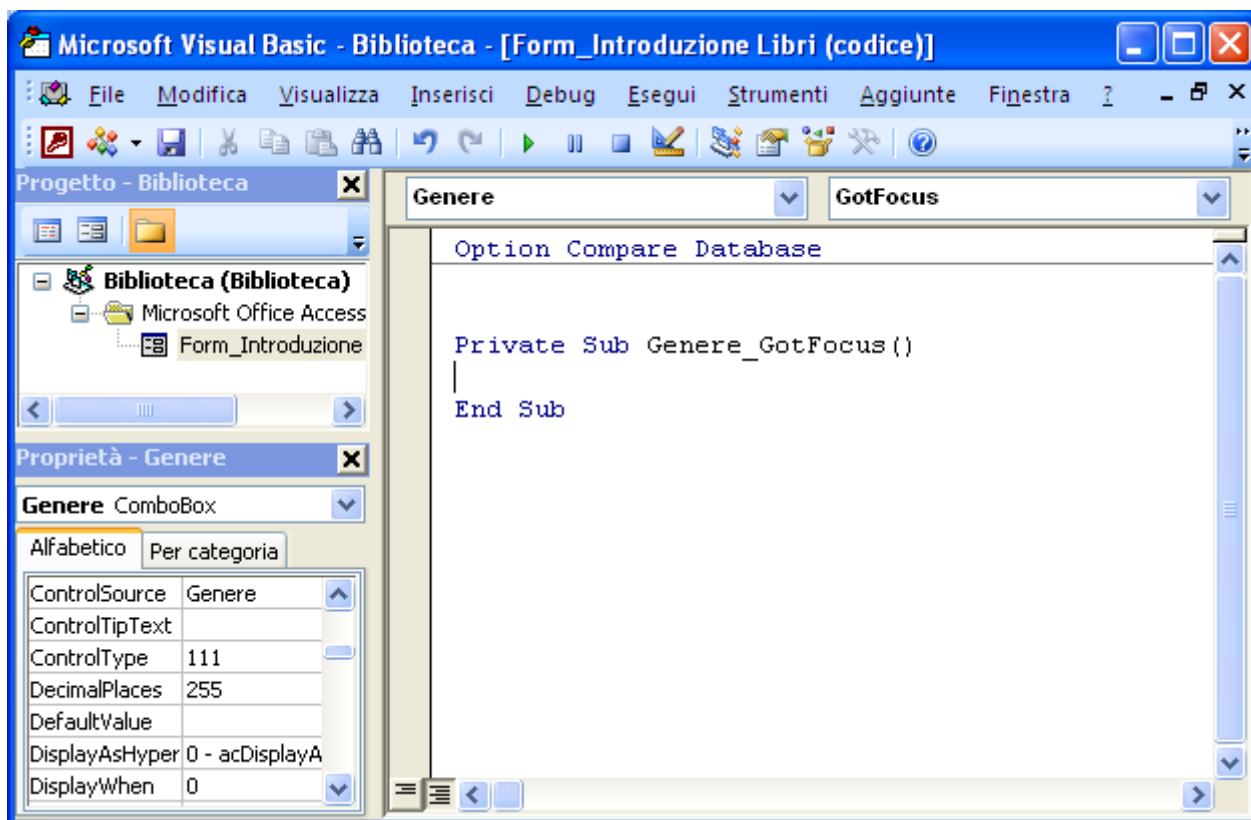 Microsoft Visual Basic - Biblioteca - [Form_Introduzione Libri (codice)]
File Modifica Visualizza Inserisci Debug Esegui Strumenti Aggiunte Finestra ?
Progetto - Biblioteca
Biblioteca (Biblioteca)
Microsoft Office Access
Form_Introduzione
Proprietà - Genere
Genere ComboBox
Alfabetico Per categoria
ControlSource Genere
ControlTipText
ControlType 111
DecimalPlaces 255
DefaultValue
DisplayAsHyper 0 - acDisplayA
DisplayWhen 0
Genere GotFocus
Option Compare Database
Private Sub Genere_GotFocus()
End Sub